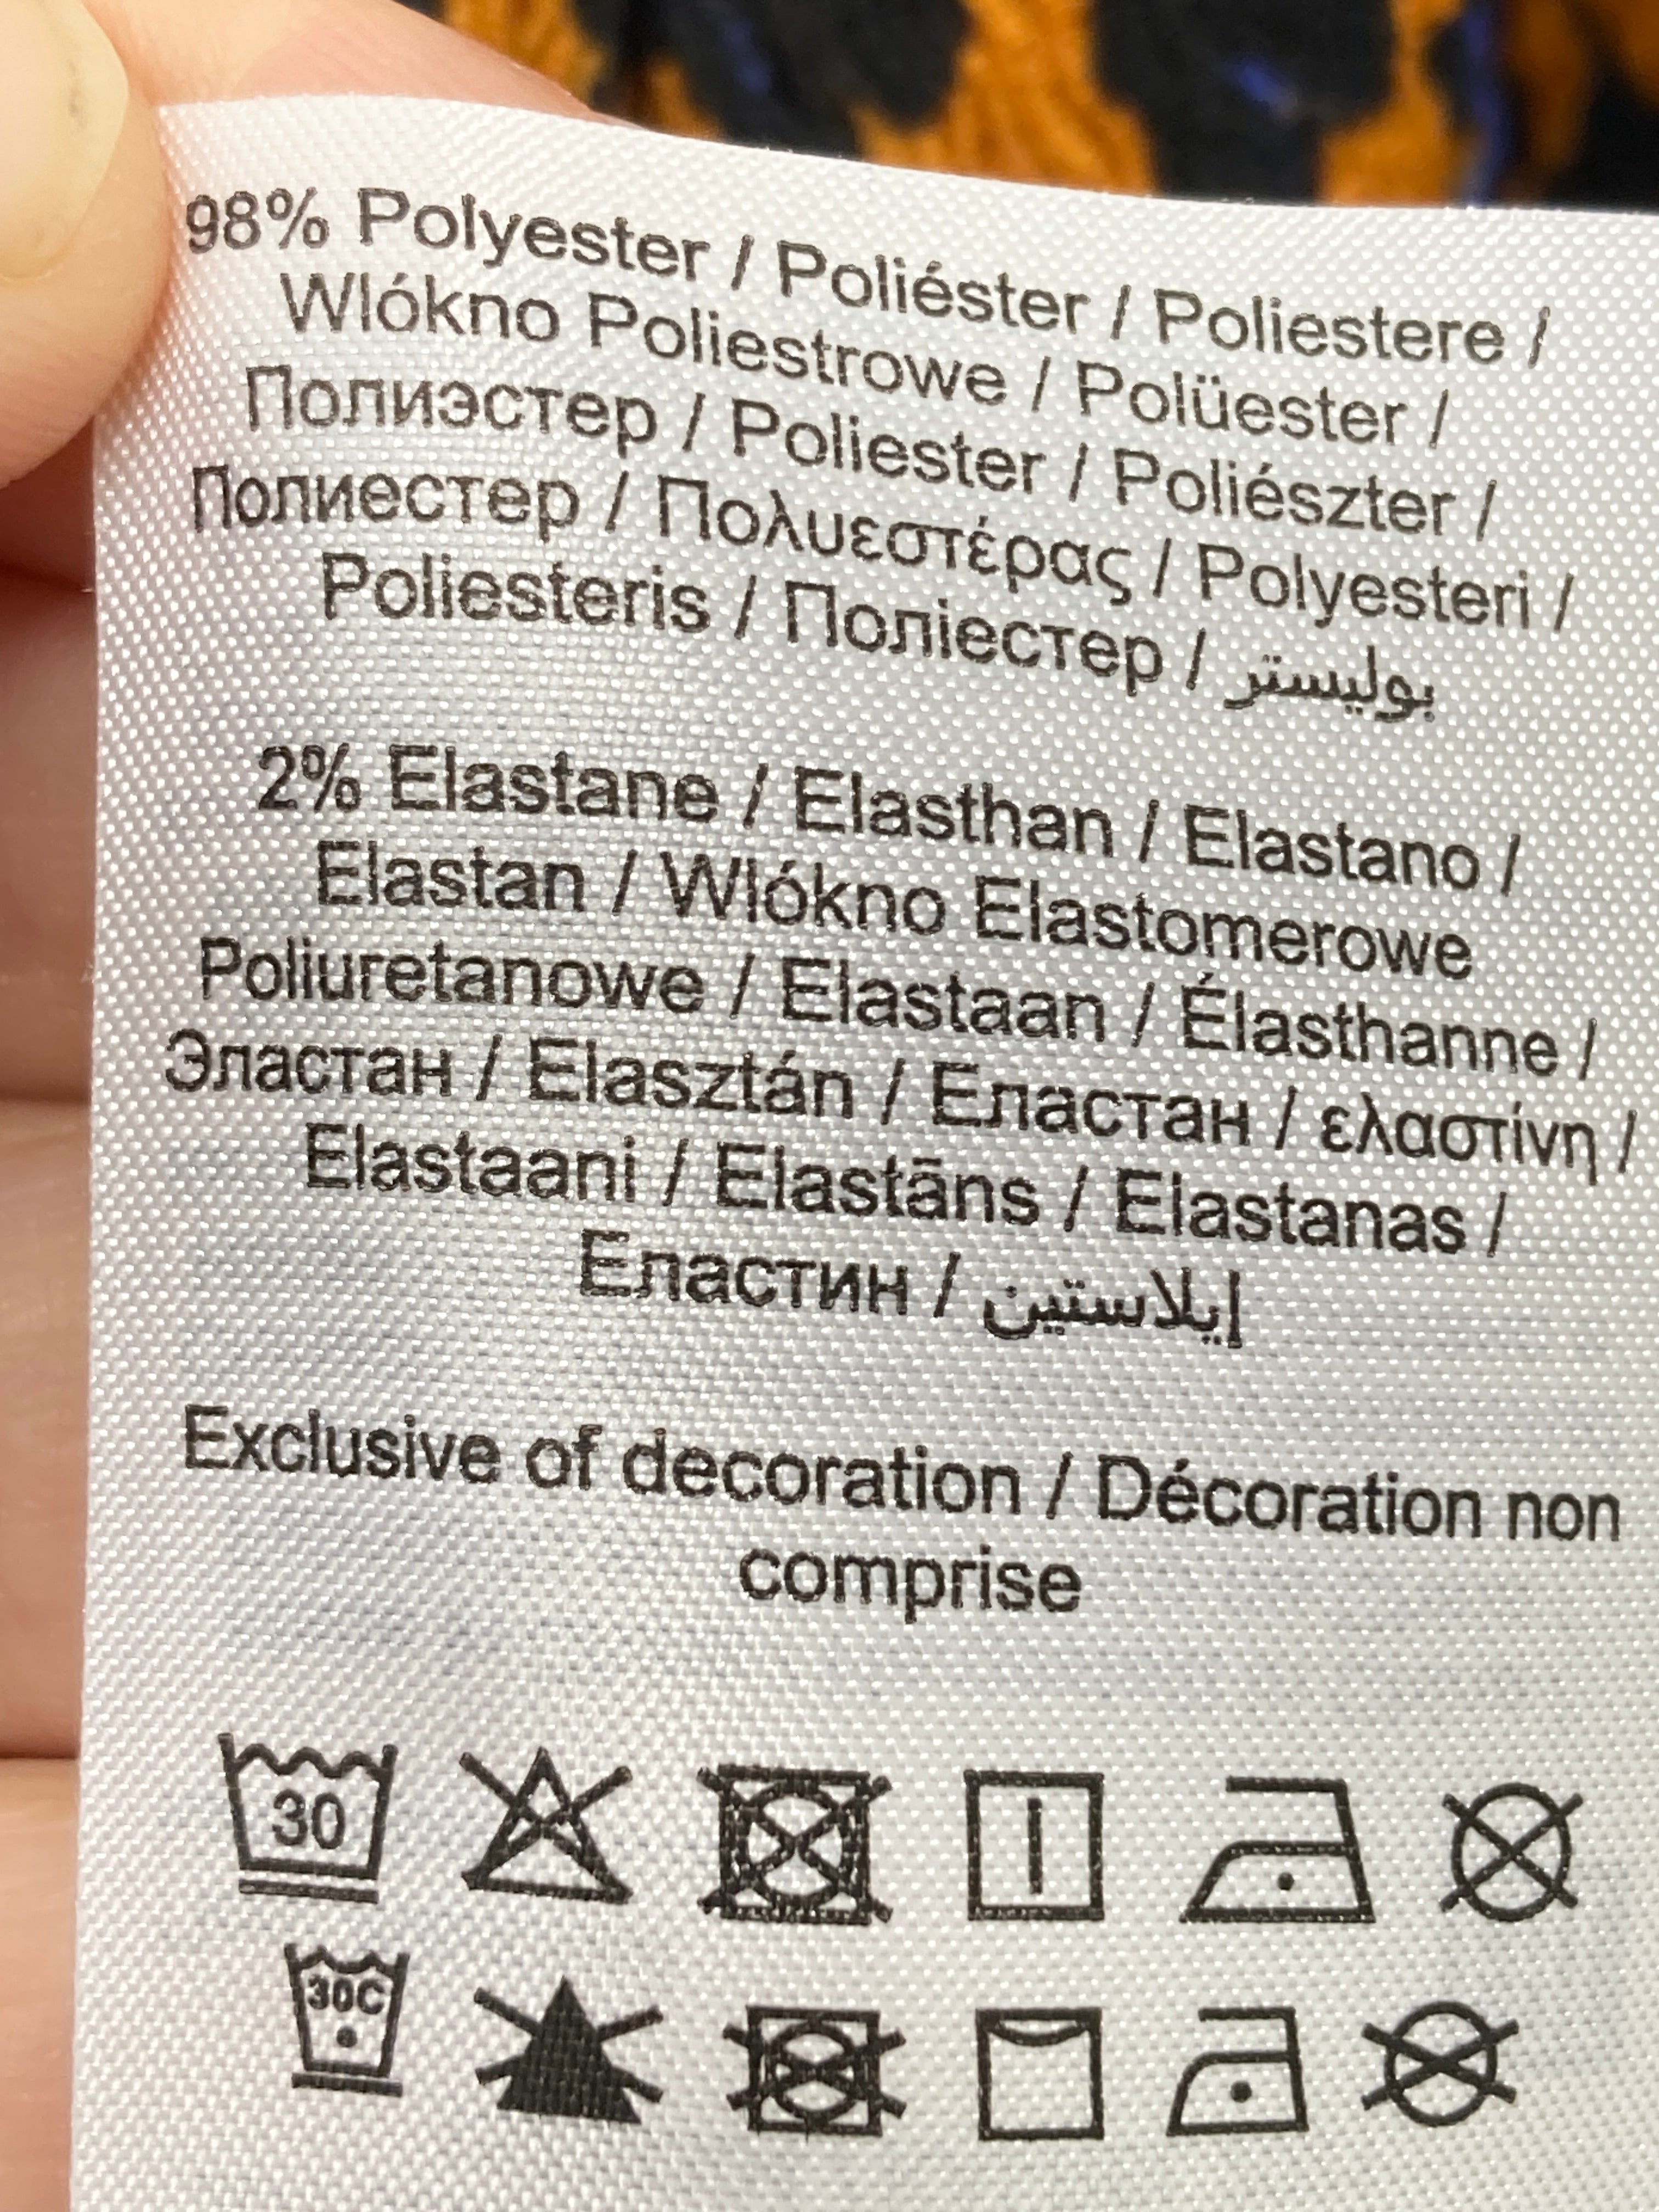 98% Polyester / Poliéster / Poliestere /
Wlókno Poliestrowe / Polüester /
Полиэстер / Poliester / Poliészter /
Полиестер / Πολυεστέρας / Polyesteri /
Poliesteris / Поліестер / بوليستر
2% Elastane / Elasthan / Elastano /
Elastan / Wlókno Elastomerowe
Poliuretanowe / Elastaan / Élasthanne /
Эластан / Elasztán / Еластан / ελαστίνη /
Elastaani / Elastāns / Elastanas /
Еластин / إيلاستين
Exclusive of decoration / Décoration non
comprise
30
30C